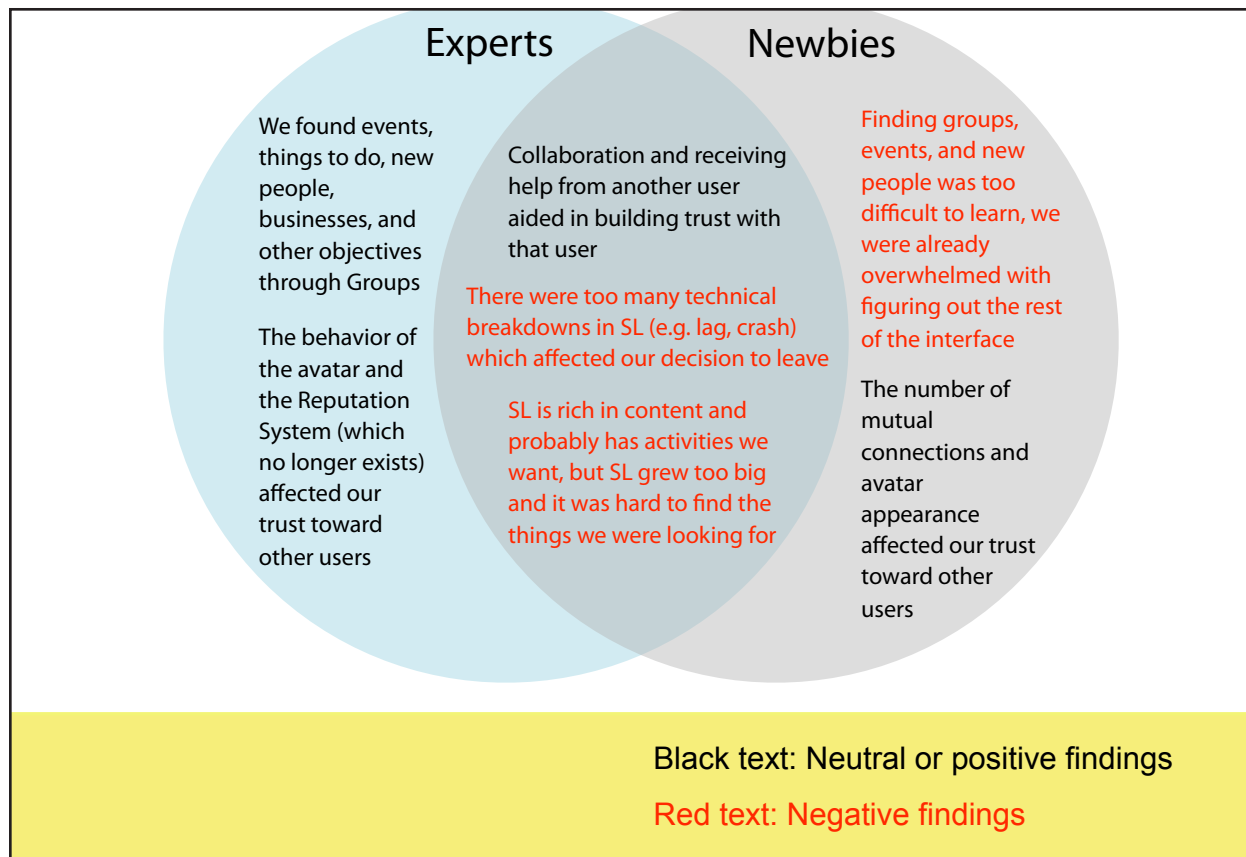 Experts
Newbies
We found events,
things to do, new
people,
businesses, and
other objectives
through Groups
The behavior of
the avatar and
the Reputation
System (which
no longer exists)
affected our
trust toward
other users
Collaboration and receiving
help from another user
aided in building trust with
that user
There were too many technical
breakdowns in SL (e.g. lag, crash)
which affected our decision to leave
SL is rich in content and
probably has activities we
want, but SL grew too big
and it was hard to find the
things we were looking for
Finding groups,
events, and new
people was too
difficult to learn, we
were already
overwhelmed with
figuring out the rest
of the interface
The number of
mutual
connections and
avatar
appearance
affected our trust
toward other
users
Black text: Neutral or positive findings
Red text: Negative findings